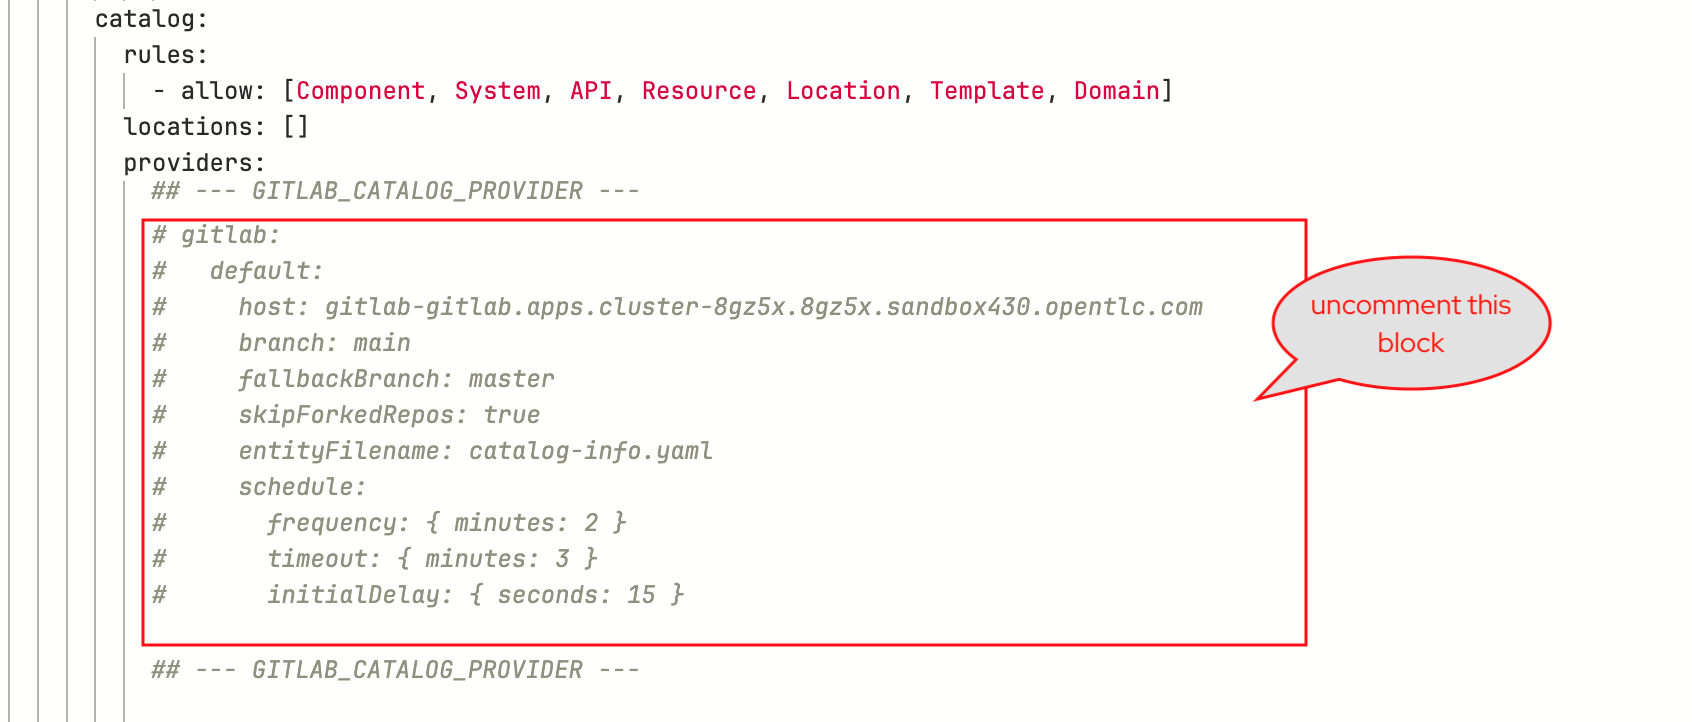 catalog:
rules:
- allow: [Component, System, API, Resource, Location, Template, Domain]
locations: []
providers:
## --- GITLAB_CATALOG_PROVIDER ---
# gitlab:
#   default:
#     host: gitlab-gitlab.apps.cluster-8gz5x.8gz5x.sandbox430.opentlc.com
#     branch: main
#     fallbackBranch: master
#     skipForkedRepos: true
#     entityFilename: catalog-info.yaml
#     schedule:
#       frequency: { minutes: 2 }
#       timeout: { minutes: 3 }
#       initialDelay: { seconds: 15 }
## --- GITLAB_CATALOG_PROVIDER ---
uncomment this
block